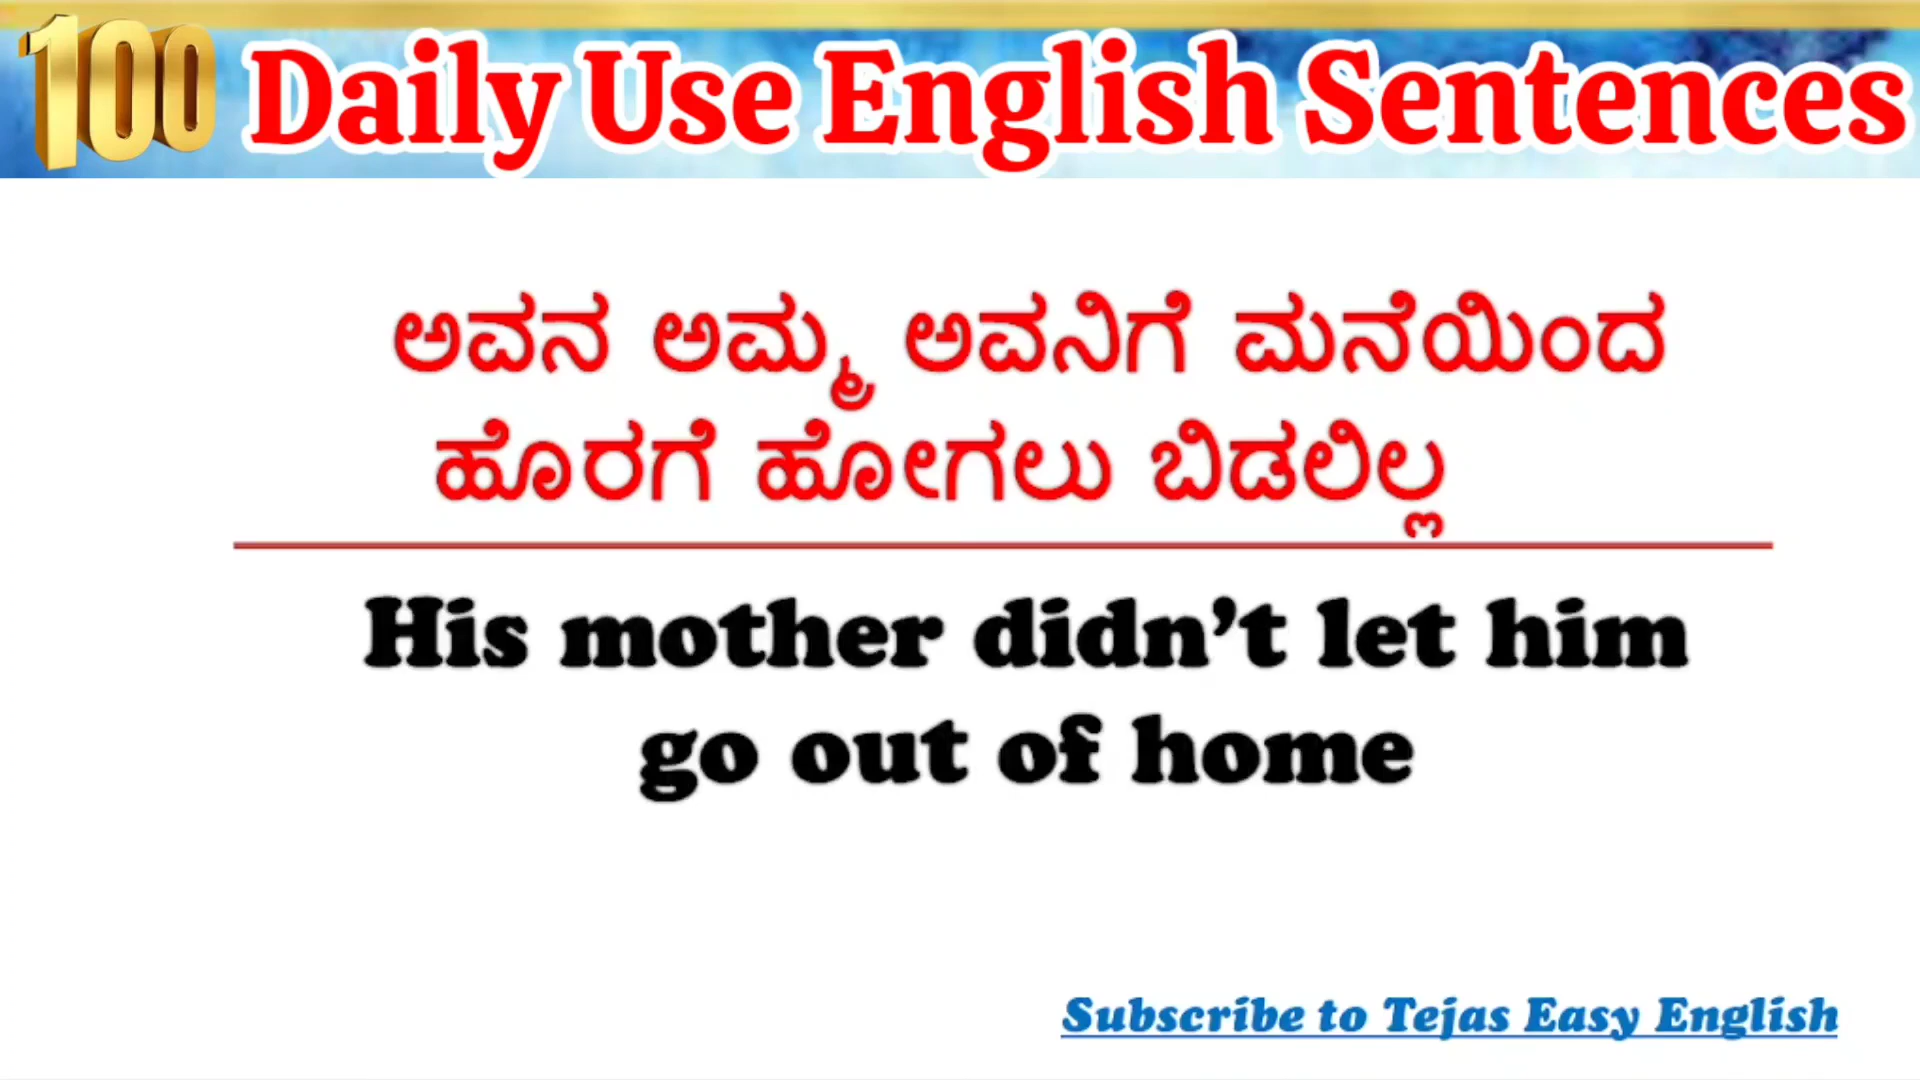 100 Daily Use English Sentences
ಅವನ ಅಮ್ಮ ಅವನಿಗೆ ಮನೆಯಿಂದ
ಹೊರಗೆ ಹೋಗಲು ಬಿಡಲಿಲ್ಲ
His mother didn’t let him
go out of home
Subscribe to Tejas Easy English